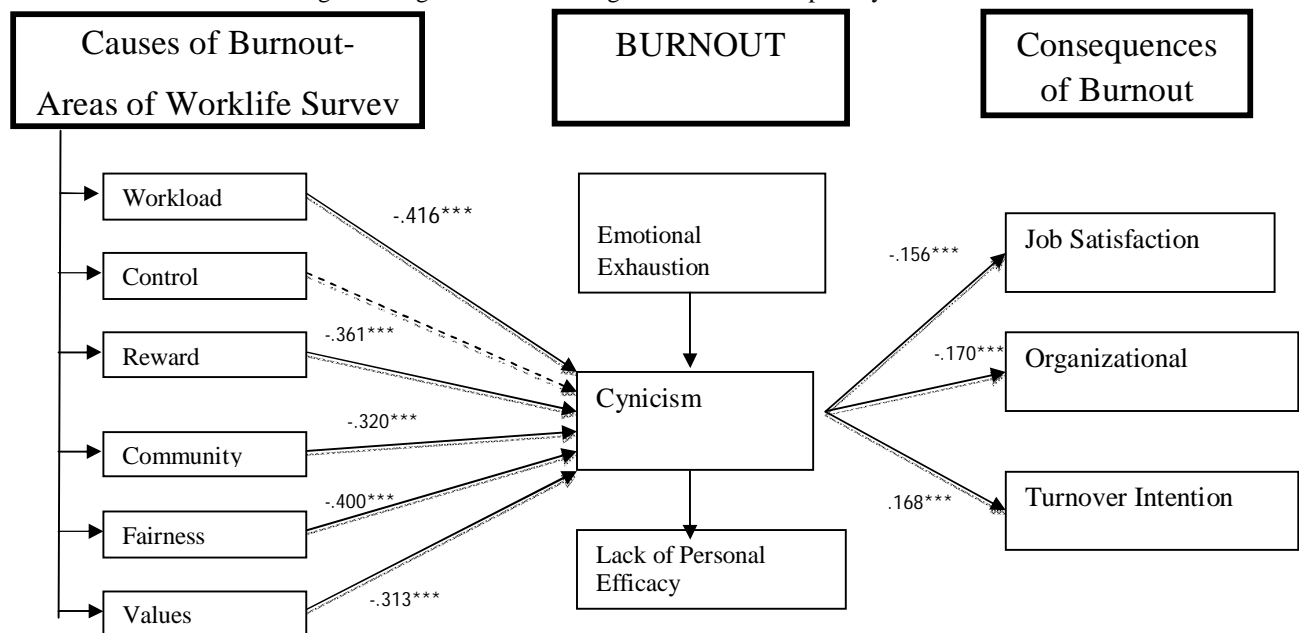 Causes of Burnout-
Areas of Worklife Survey
BURNOUT
Consequences
of Burnout
Workload
Control
Reward
Community
Fairness
Values
-.416***
-.361***
-.320***
-.400***
-.313***
Emotional
Exhaustion
Cynicism
Lack of Personal
Efficacy
-.156***
-.170***
.168***
Job Satisfaction
Organizational
Turnover Intention